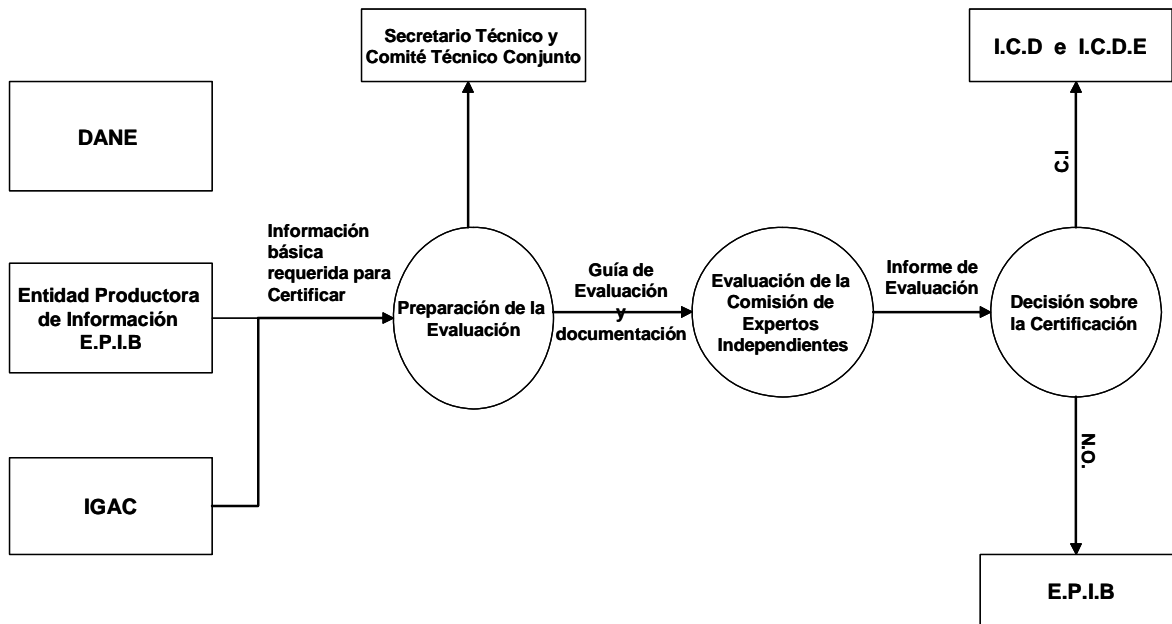 Secretario Técnico y
Comité Técnico Conjunto
I.C.D e I.C.D.E
DANE
C.I
Información
básica
requerida para
Certificar
Entidad Productora
de Información
E.P.I.B
Preparación de la
Evaluación
Guía de
Evaluación
y
documentación
Evaluación de la
Comisión de
Expertos
Independientes
Informe de
Evaluación
Decisión sobre
la Certificación
N.O.
IGAC
E.P.I.B